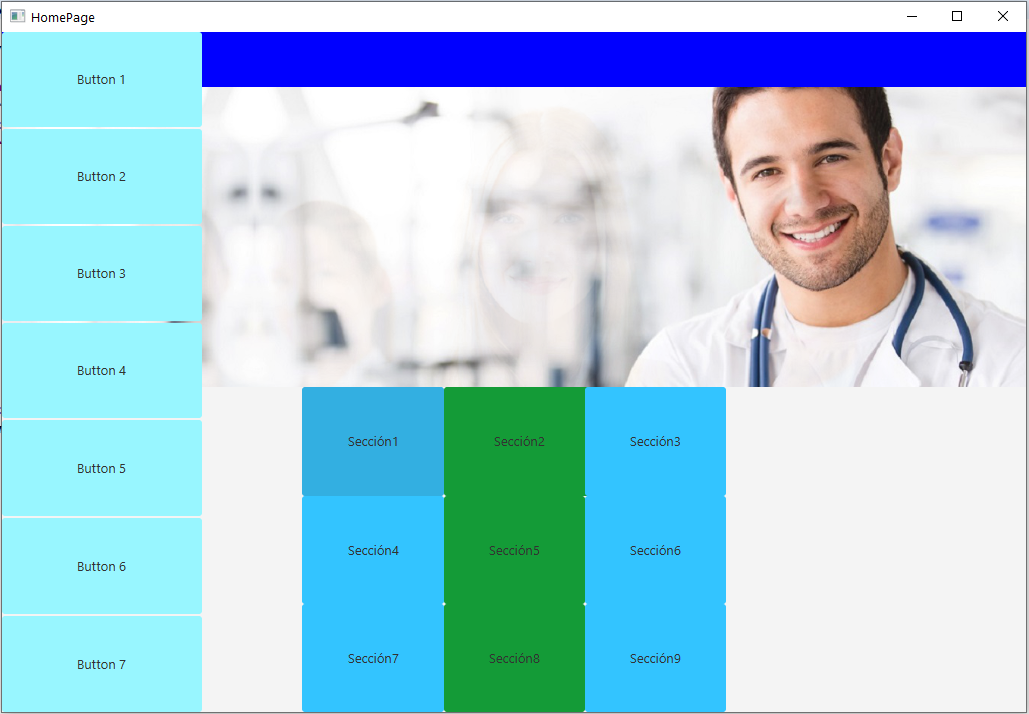 HomePage
Button 1
Button 2
Button 3
Button 4
Button 5
Button 6
Button 7
Sección1 Sección2 Sección3
Sección4 Sección5 Sección6
Sección7 Sección8 Sección9